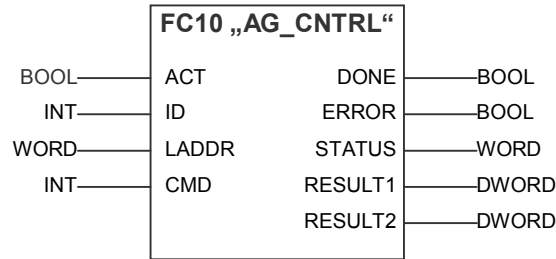 FC10 „AG_CNTRL“
BOOL ACT DONE BOOL
INT ID ERROR BOOL
WORD LADDR STATUS WORD
INT CMD RESULT1 DWORD
RESULT2 DWORD